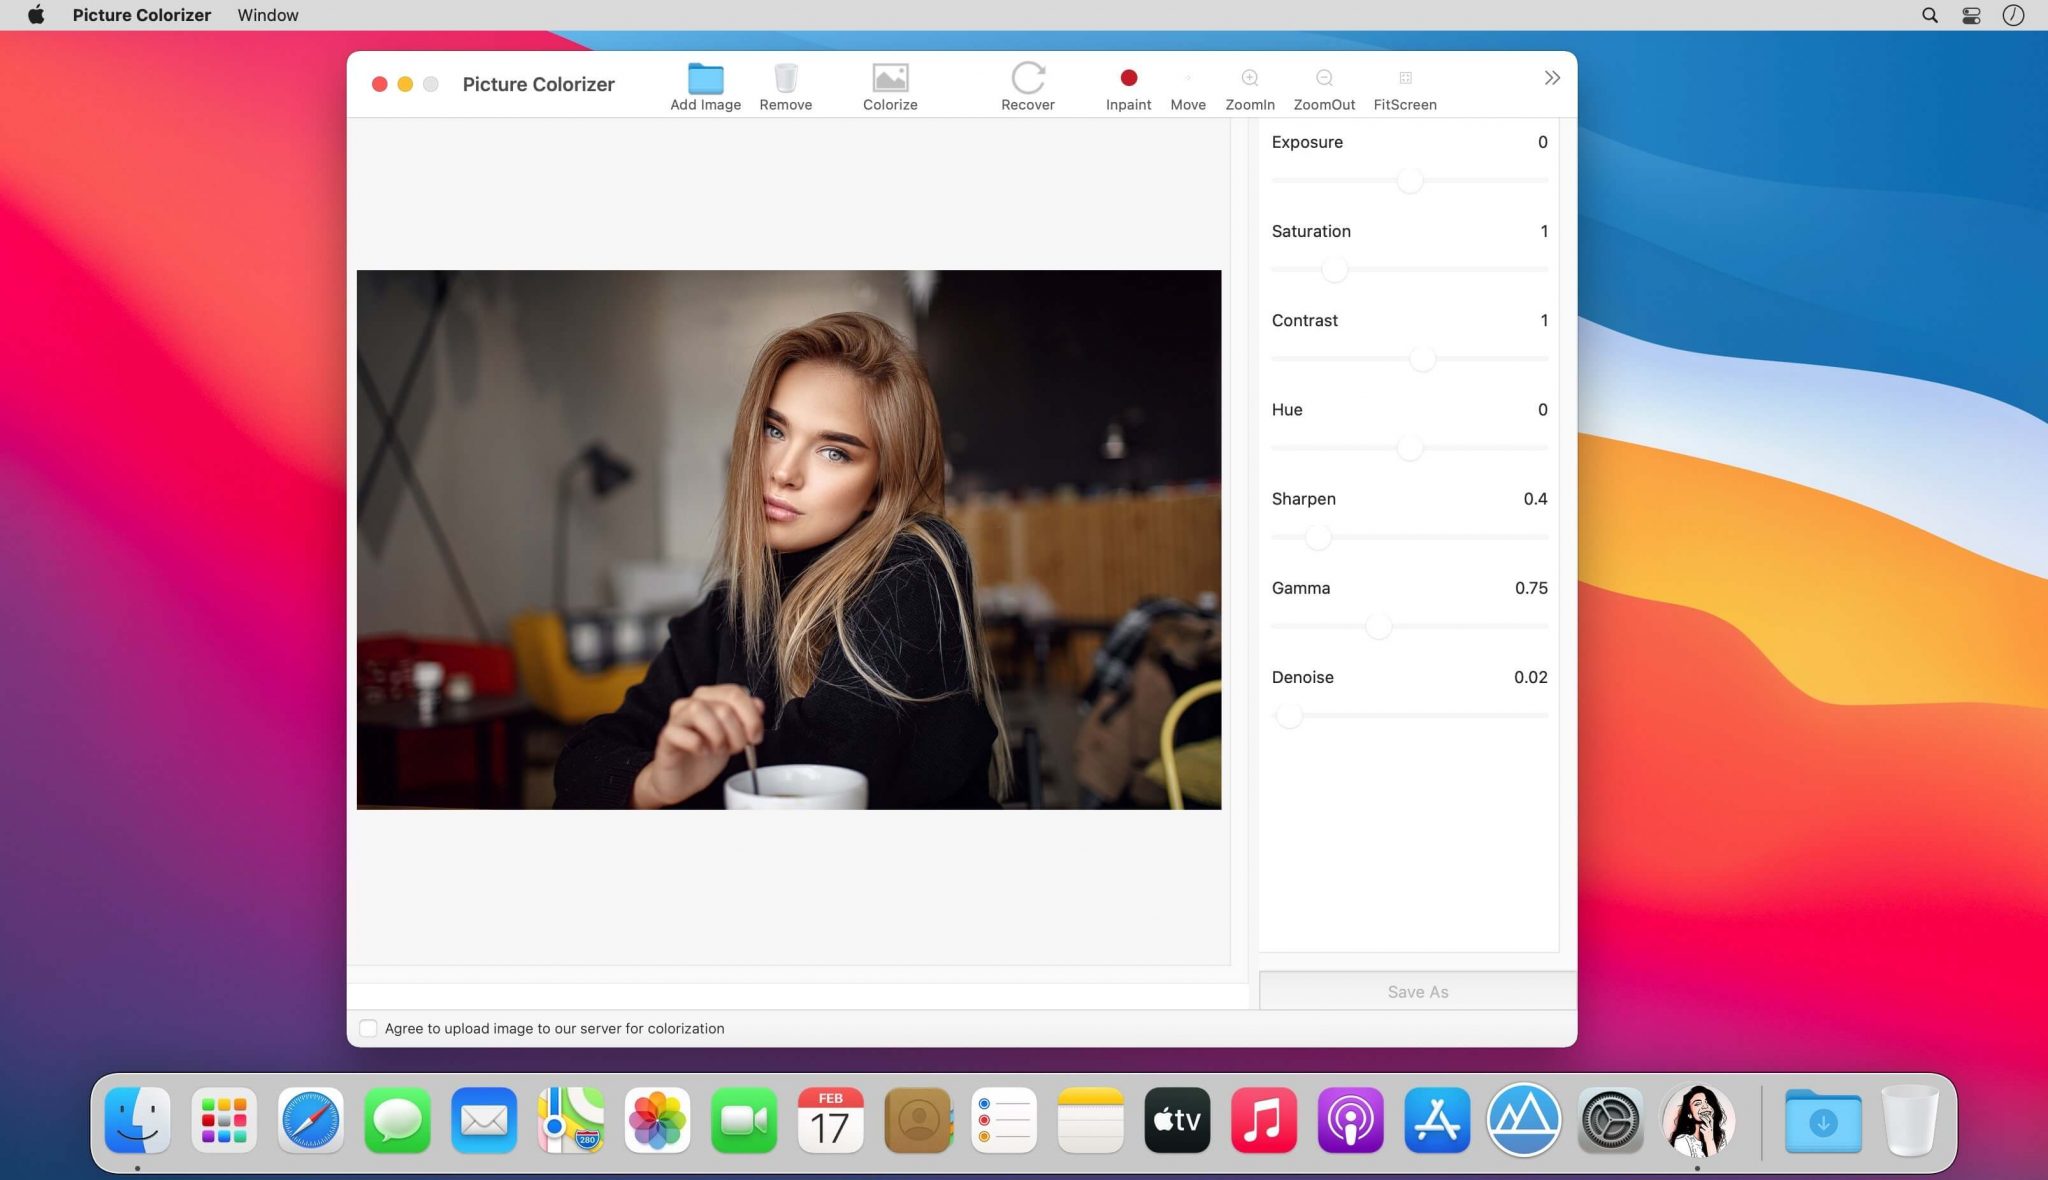 Picture Colorizer Window
Picture Colorizer
Add Image Remove Colorize Recover Inpaint Move ZoomIn ZoomOut FitScreen
Exposure 0
Saturation 1
Contrast 1
Hue 0
Sharpen 0.4
Gamma 0.75
Denoise 0.02
Save As
Agree to upload image to our server for colorization
280
FEB
17
tv